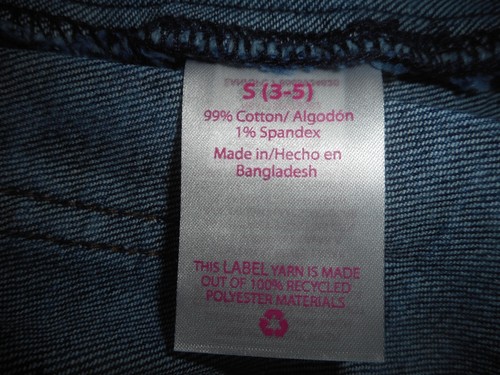 S (3-5)
99% Cotton/ Algodón
1% Spandex
Made in/Hecho en
Bangladesh
THIS LABEL YARN IS MADE
OUT OF 100% RECYCLED
POLYESTER MATERIALS